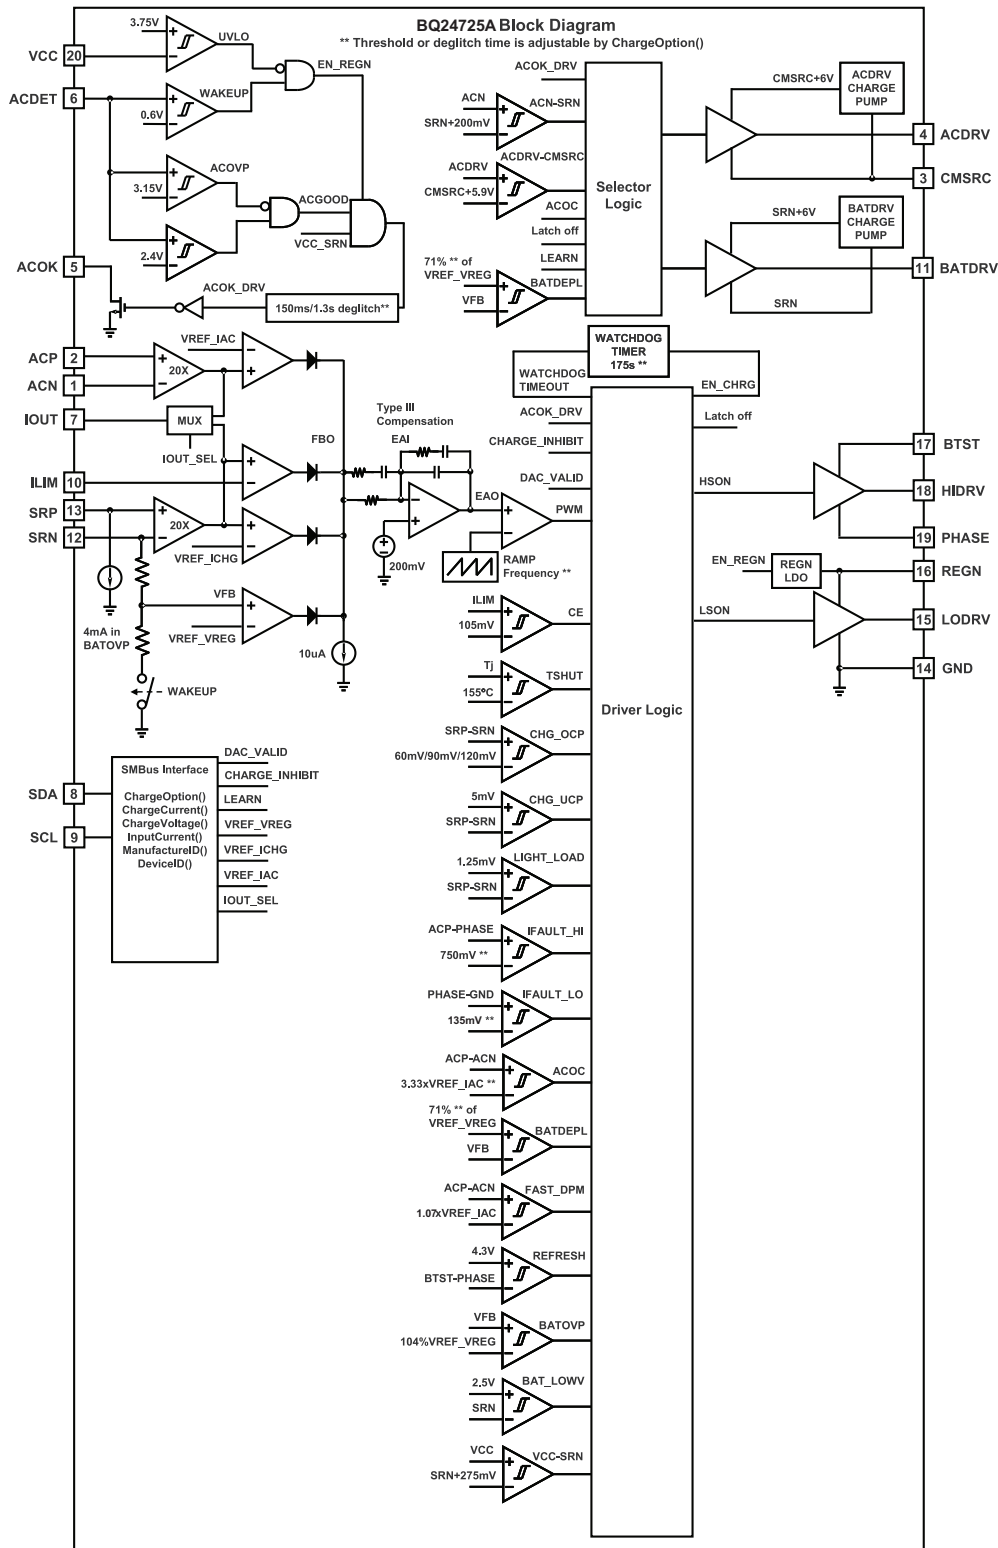 BQ24725A Block Diagram
** Threshold or deglitch time is adjustable by ChargeOption()
3.75V
UVLO
VCC 20
EN_REGN
ACDET 6
WAKEUP
0.6V
ACOVP
3.15V
ACGOOD
VCC_SRN
2.4V
ACOK 5
ACOK_DRV
150ms/1.3s deglitch**
ACOK_DRV
ACN
ACN-SRN
SRN+200mV
ACDRV-CMSRC
ACDRV
CMSRC+5.9V
ACOC
Latch off
LEARN
71% ** of
VREF_VREG
BATDEPL
VFB
Selector
Logic
CMSRC+6V
ACDRV
CHARGE
PUMP
4 ACDRV
3 CMSRC
SRN+6V
BATDRV
CHARGE
PUMP
11 BATDRV
SRN
ACP 2
VREF_IAC
20X
ACN 1
IOUT 7
MUX
IOUT_SEL
ILIM 10
SRP 13
20X
SRN 12
VREF_ICHG
VFB
VREF_VREG
4mA in
BATOVP
WAKEUP
10uA
FBO
Type III
Compensation
EAI
EAO
200mV
PWM
RAMP
Frequency **
WATCHDOG
TIMER
175s **
WATCHDOG
TIMEOUT
EN_CHRG
ACOK_DRV
Latch off
CHARGE_INHIBIT
DAC_VALID
HSON
17 BTST
18 HIDRV
19 PHASE
EN_REGN
REGN
LDO
16 REGN
LSON
15 LODRV
14 GND
Driver Logic
ILIM
CE
105mV
Tj
TSHUT
155ºC
SRP-SRN
CHG_OCP
60mV/90mV/120mV
5mV
CHG_UCP
SRP-SRN
1.25mV
LIGHT_LOAD
SRP-SRN
ACP-PHASE
IFAULT_HI
750mV **
PHASE-GND
IFAULT_LO
135mV **
ACP-ACN
ACOC
3.33xVREF_IAC **
71% ** of
VREF_VREG
BATDEPL
VFB
ACP-ACN
FAST_DPM
1.07xVREF_IAC
4.3V
REFRESH
BTST-PHASE
VFB
BATOVP
104%VREF_VREG
2.5V
BAT_LOWV
SRN
VCC
VCC-SRN
SRN+275mV
SDA 8
SCL 9
SMBus Interface
ChargeOption()
ChargeCurrent()
ChargeVoltage()
InputCurrent()
ManufactureID()
DeviceID()
DAC_VALID
CHARGE_INHIBIT
LEARN
VREF_VREG
VREF_ICHG
VREF_IAC
IOUT_SEL